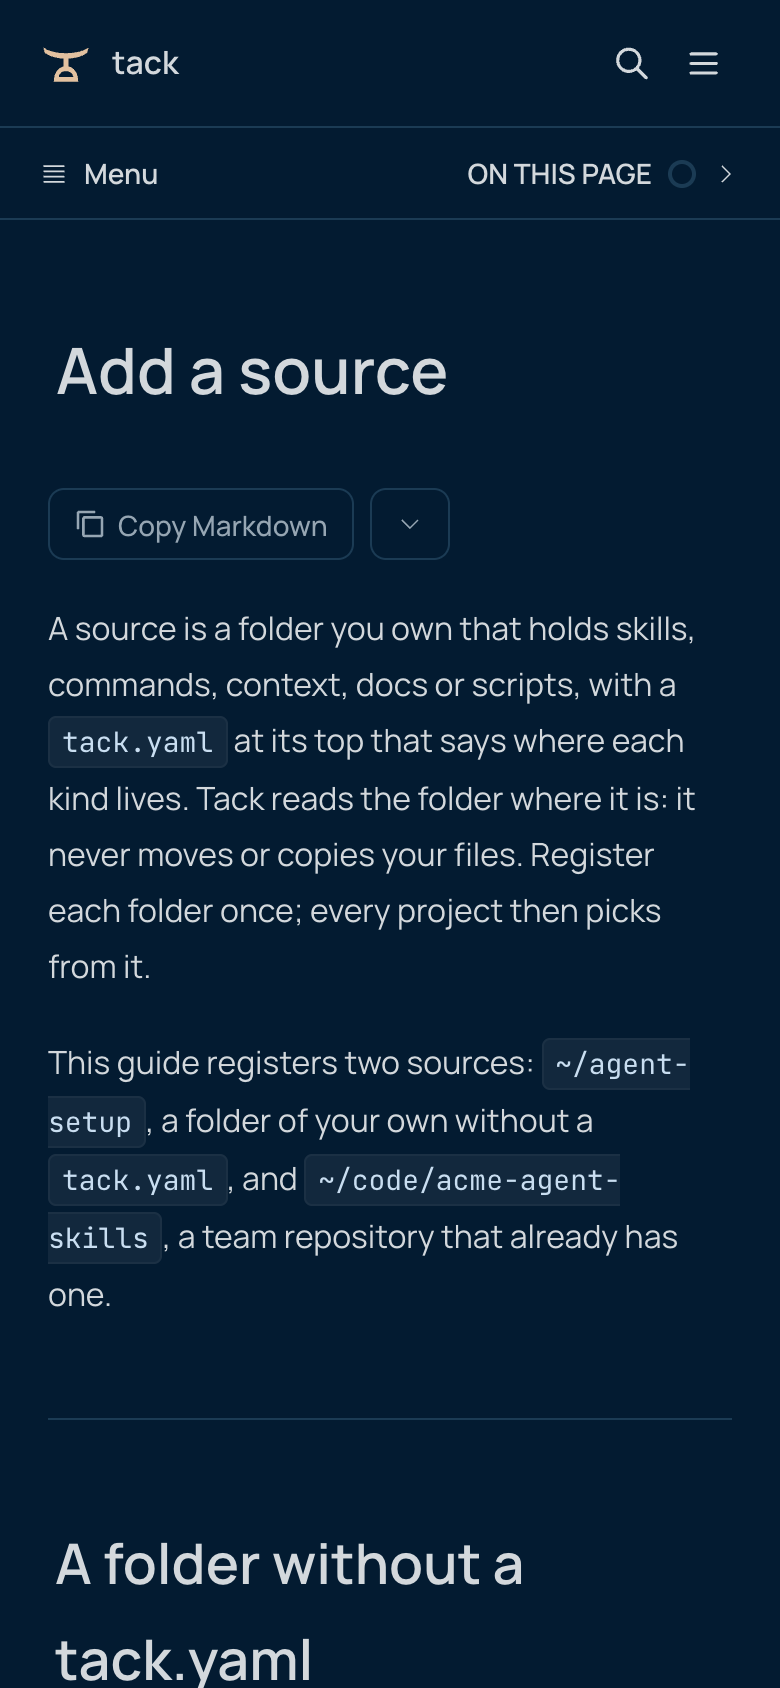 tack
Menu
ON THIS PAGE
Add a source
Copy Markdown
A source is a folder you own that holds skills,
commands, context, docs or scripts, with a
tack.yaml at its top that says where each
kind lives. Tack reads the folder where it is: it
never moves or copies your files. Register
each folder once; every project then picks
from it.
This guide registers two sources: ~/agent-
setup, a folder of your own without a
tack.yaml, and ~/code/acme-agent-
skills, a team repository that already has
one.
A folder without a
tack.yaml